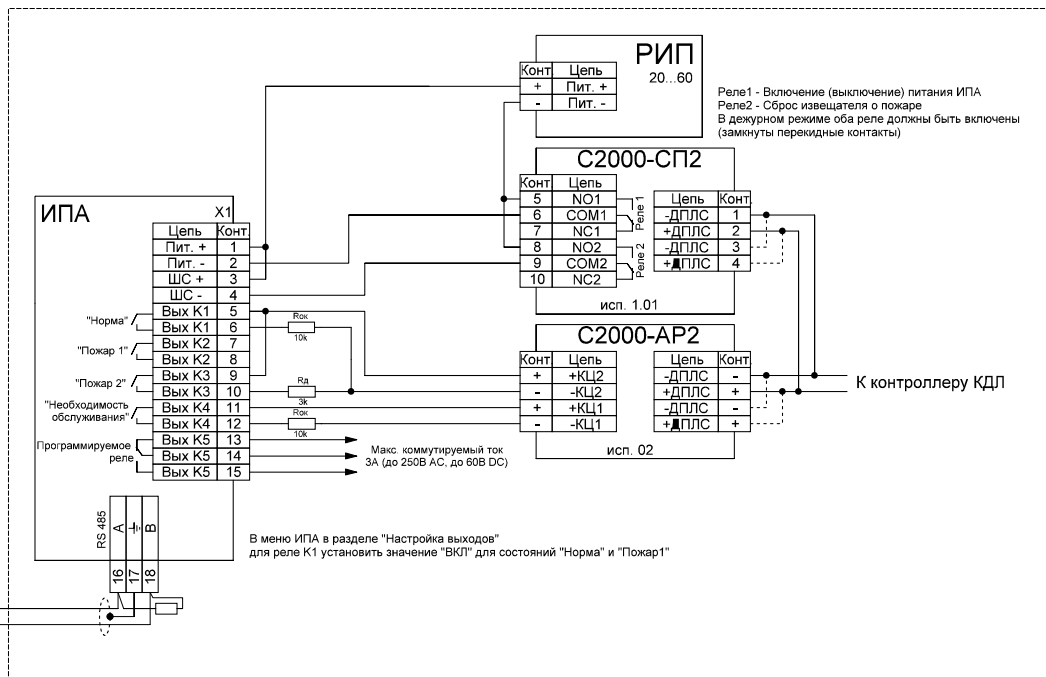 РИП
20...60
Конт. Цепь
+ Пит. +
- Пит. -
Реле1 - Включение (выключение) питания ИПА
Реле2 - Сброс извещателя о пожаре
В дежурном режиме оба реле должны быть включены
(замкнуты перекидные контакты)
С2000-СП2
Конт. Цепь
5 NO1
6 COM1
7 NC1
8 NO2
9 COM2
10 NC2
Реле 1
Реле 2
Цепь Конт.
-ДПЛС 1
+ДПЛС 2
-ДПЛС 3
+ДПЛС 4
исп. 1.01
ИПА
X1
Цепь Конт.
Пит. + 1
Пит. - 2
ШС + 3
ШС - 4
Вых К1 5
Вых К1 6
Вых К2 7
Вых К2 8
Вых К3 9
Вых К3 10
Вых К4 11
Вых К4 12
Вых К5 13
Вых К5 14
Вых К5 15
"Норма"
"Пожар 1"
"Пожар 2"
"Необходимость
обслуживания"
Программируемое
реле
Rок
10k
Rд
3k
Rок
10k
С2000-АР2
Конт. Цепь
+ +КЦ2
- -КЦ2
+ +КЦ1
- -КЦ1
Цепь Конт.
-ДПЛС -
+ДПЛС +
-ДПЛС -
+ДПЛС +
исп. 02
К контроллеру КДЛ
Макс. коммутируемый ток
3А (до 250В AC, до 60В DC)
RS 485
A
B
16
17
18
В меню ИПА в разделе "Настройка выходов"
для реле К1 установить значение "ВКЛ" для состояний "Норма" и "Пожар1"